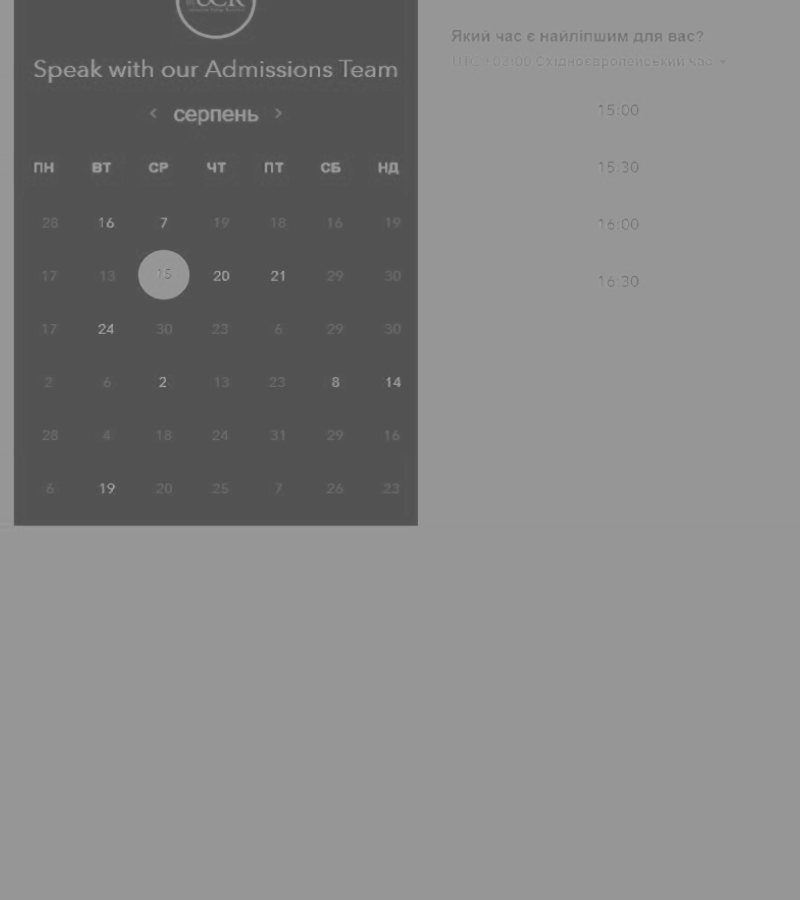 UCR
Speak with our Admissions Team
‹ серпень ›
ПН ВТ СР ЧТ ПТ СБ НД
28 16 7 19 18 16 19
17 13 15 20 21 29 30
17 24 30 23 6 29 30
2 6 2 13 23 8 14
28 4 18 24 31 29 16
6 19 20 25 7 26 23
Який час є найліпшим для вас?
UTC +03:00 Східноєвропейський час
15:00
15:30
16:00
16:30